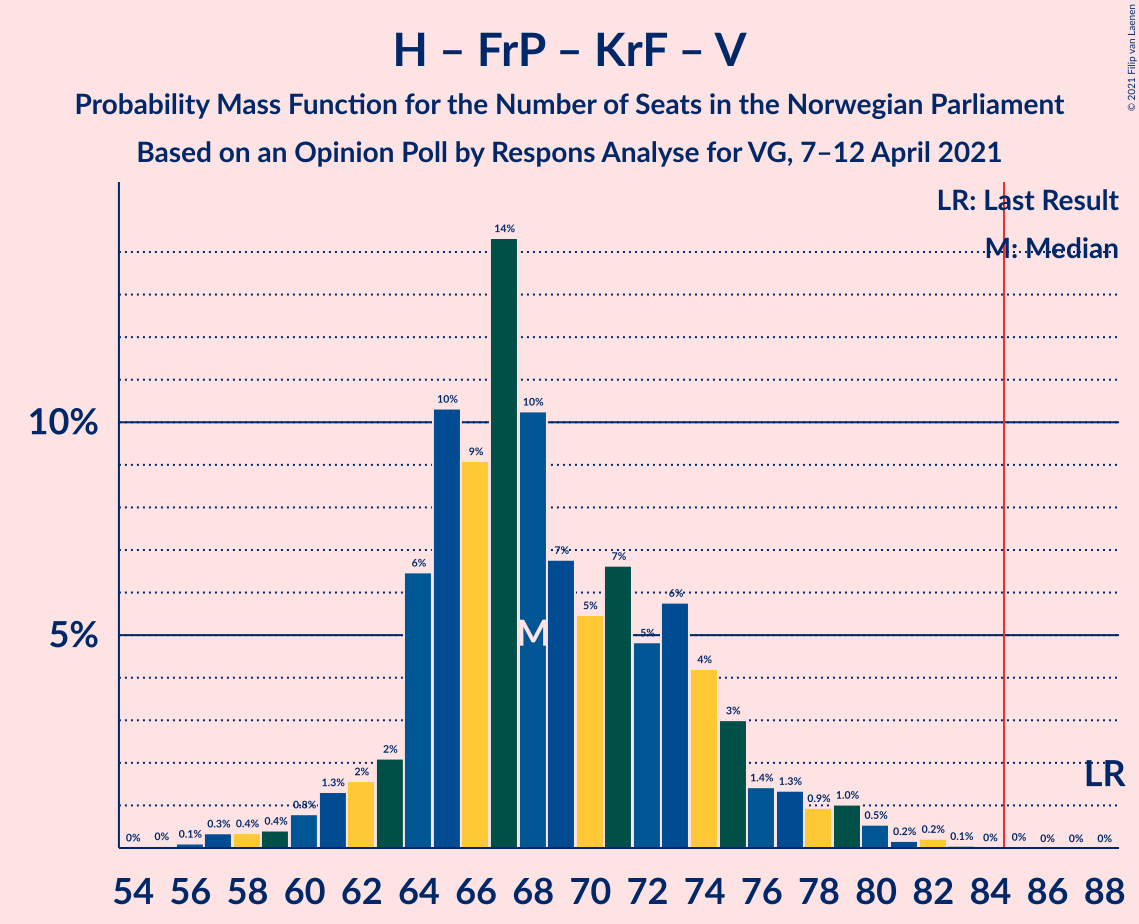 H – FrP – KrF – V
Probability Mass Function for the Number of Seats in the Norwegian Parliament
Based on an Opinion Poll by Respons Analyse for VG, 7–12 April 2021
© 2021 Filip van Laenen
LR: Last Result
M: Median
10%
5%
0% 0% 0.1% 0.3% 0.4% 0.4% 0.8% 1.3% 2% 2% 6% 10% 9% 14% 10% 7% 5% 7% 5% 6% 4% 3% 1.4% 1.3% 0.9% 1.0% 0.5% 0.2% 0.2% 0.1% 0% 0% 0% 0% 0%
M
LR
54 56 58 60 62 64 66 68 70 72 74 76 78 80 82 84 86 88